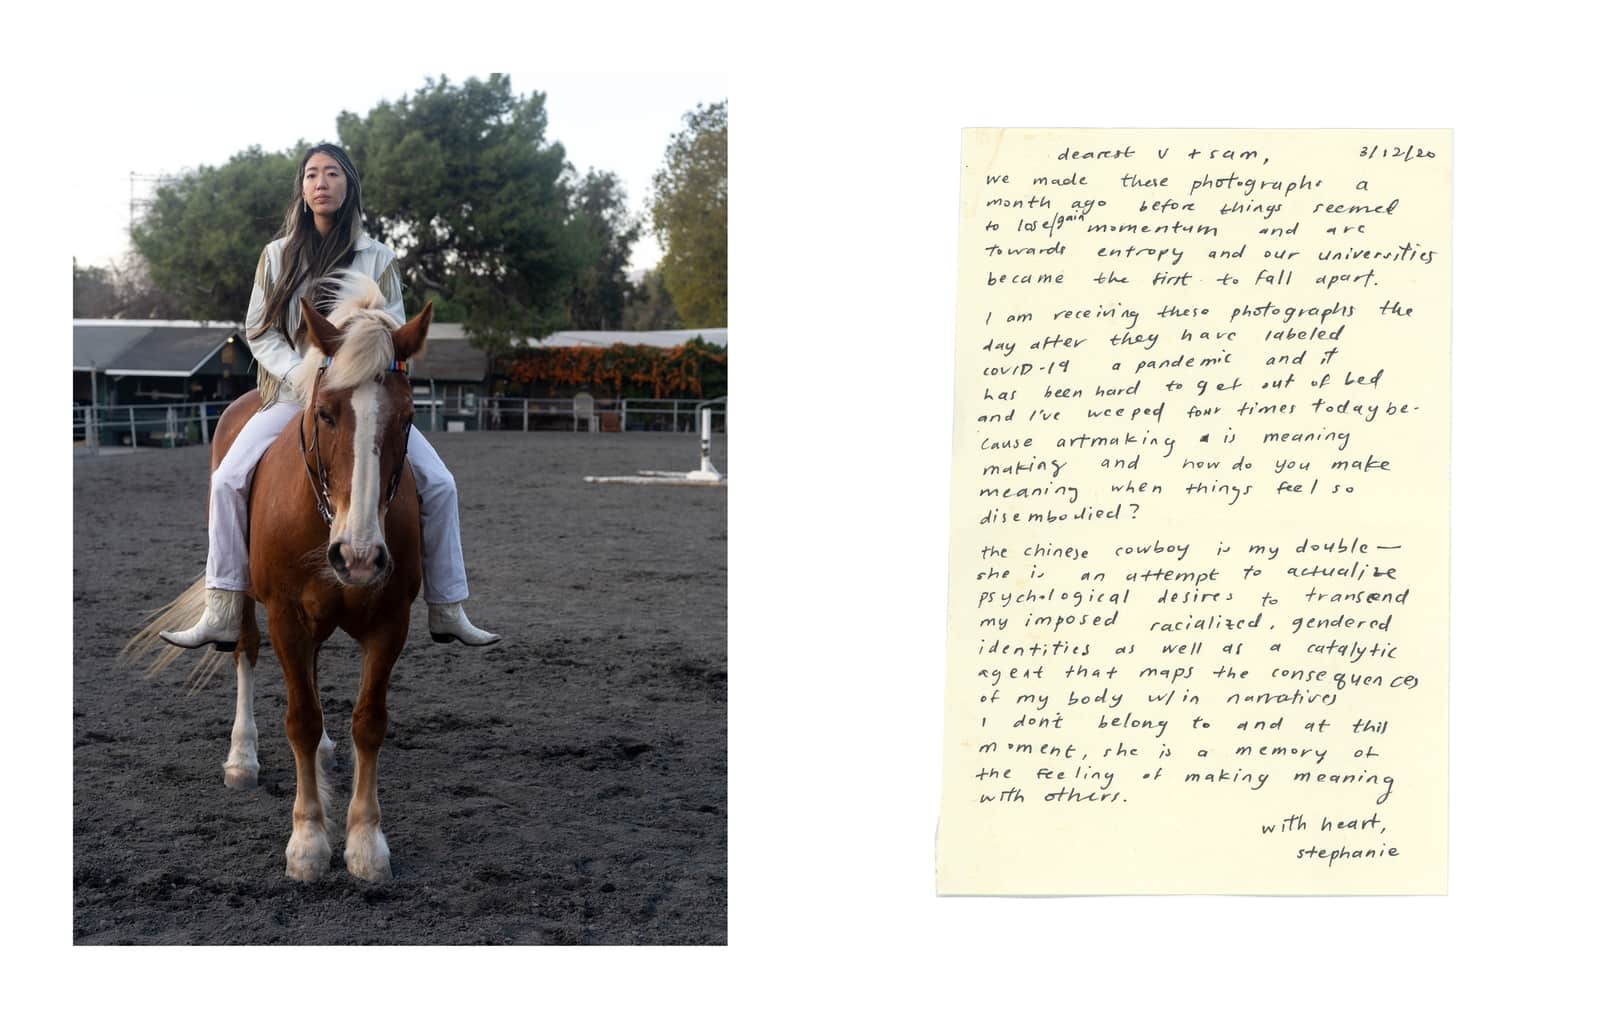 dearest v + sam, 3/12/20
we made these photographs a
month ago before things seemed
to lose/gain momentum and arc
towards entropy and our universities
became the first to fall apart.
I am receiving these photographs the
day after they have labeled
covID-19 a pandemic and it
has been hard to get out of bed
and I've weeped four times today be-
cause artmaking is meaning
making and how do you make
meaning when things feel so
disembodied?
the chinese cowboy is my double—
she is an attempt to actualize
psychological desires to transcend
my imposed racialized, gendered
identities as well as a catalytic
agent that maps the consequences
of my body w/in narratives
I don't belong to and at this
moment, she is a memory of
the feeling of making meaning
with others.
with heart,
stephanie